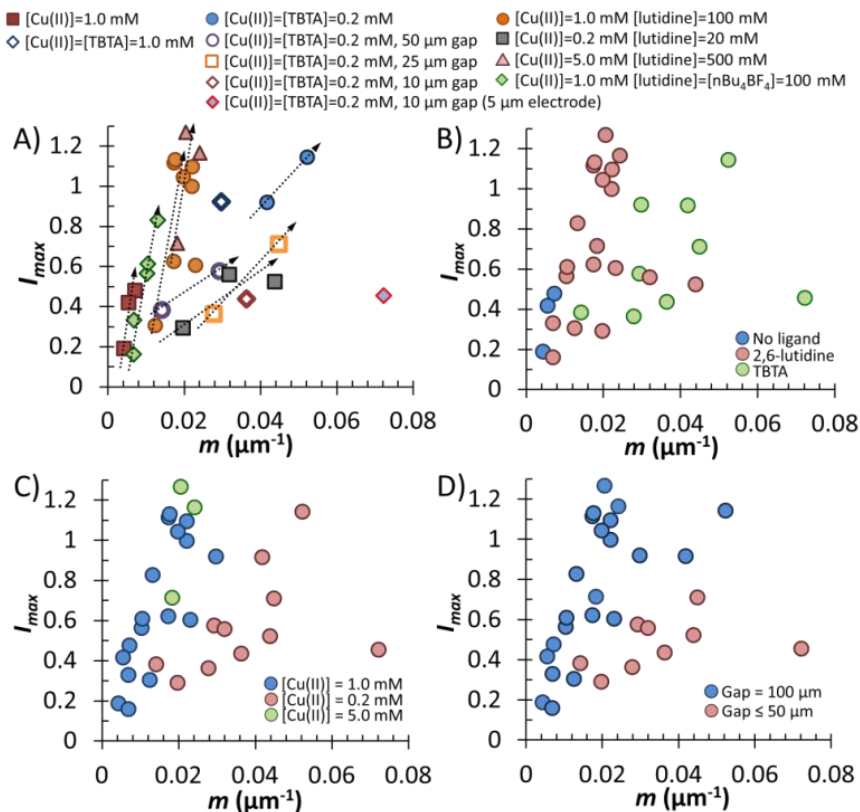 [Cu(II)]=1.0 mM
[Cu(II)]=[TBTA]=1.0 mM
[Cu(II)]=[TBTA]=0.2 mM
[Cu(II)]=[TBTA]=0.2 mM, 50 µm gap
[Cu(II)]=[TBTA]=0.2 mM, 25 µm gap
[Cu(II)]=[TBTA]=0.2 mM, 10 µm gap
[Cu(II)]=[TBTA]=0.2 mM, 10µm gap (5 µm electrode)
[Cu(II)]=1.0 mM [lutidine]=100 mM
[Cu(II)]=0.2 mM [lutidine]=20 mM
[Cu(II)]=5.0 mM [lutidine]=500 mM
[Cu(II)]=1.0 mM [lutidine]=[nBu₄BF₄]=100 mM
A)
1.2
1
0.8
0.6
0.4
0.2
0
I_max
0 0.02 0.04 0.06 0.08
m (µm⁻¹)
B)
1.2
1
0.8
0.6
0.4
0.2
0
I_max
No ligand
2,6-lutidine
TBTA
0 0.02 0.04 0.06 0.08
m (µm⁻¹)
C)
1.2
1
0.8
0.6
0.4
0.2
0
I_max
[Cu(II)] = 1.0 mM
[Cu(II)] = 0.2 mM
[Cu(II)] = 5.0 mM
0 0.02 0.04 0.06 0.08
m (µm⁻¹)
D)
1.2
1
0.8
0.6
0.4
0.2
0
I_max
Gap = 100 µm
Gap ≤ 50 µm
0 0.02 0.04 0.06 0.08
m (µm⁻¹)